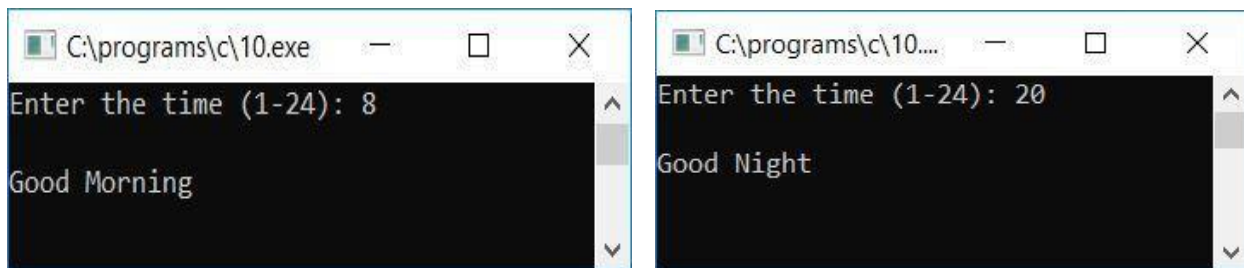 C:\programs\c\10.exe
Enter the time (1-24): 8
Good Morning
C:\programs\c\10....
Enter the time (1-24): 20
Good Night